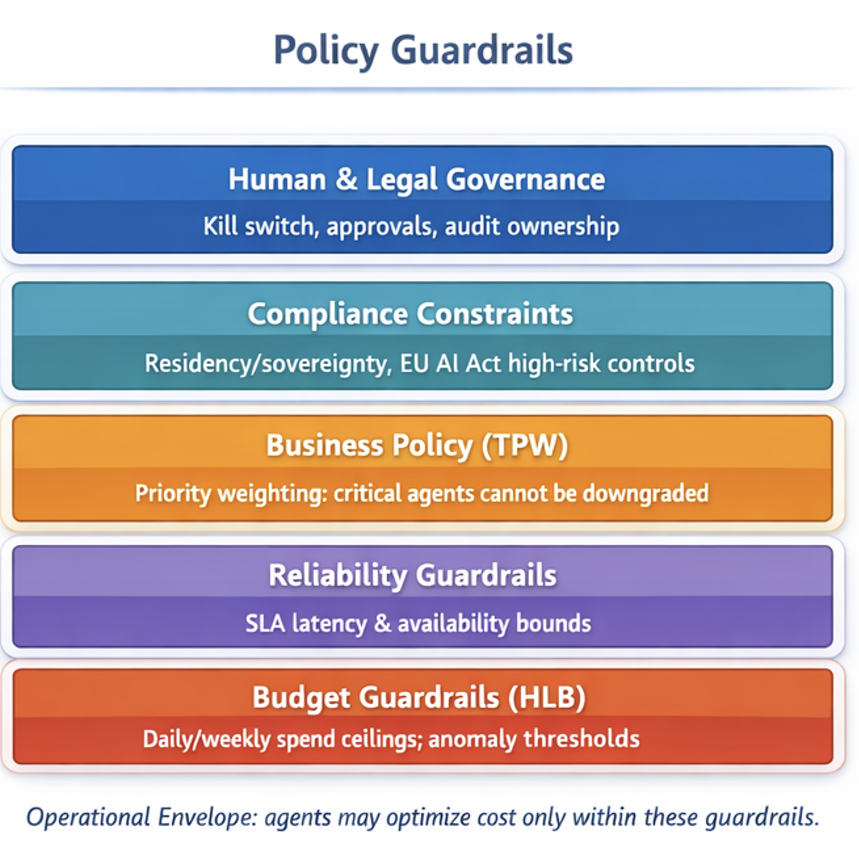 Policy Guardrails
Human & Legal Governance
Kill switch, approvals, audit ownership
Compliance Constraints
Residency/sovereignty, EU AI Act high-risk controls
Business Policy (TPW)
Priority weighting: critical agents cannot be downgraded
Reliability Guardrails
SLA latency & availability bounds
Budget Guardrails (HLB)
Daily/weekly spend ceilings; anomaly thresholds
Operational Envelope: agents may optimize cost only within these guardrails.